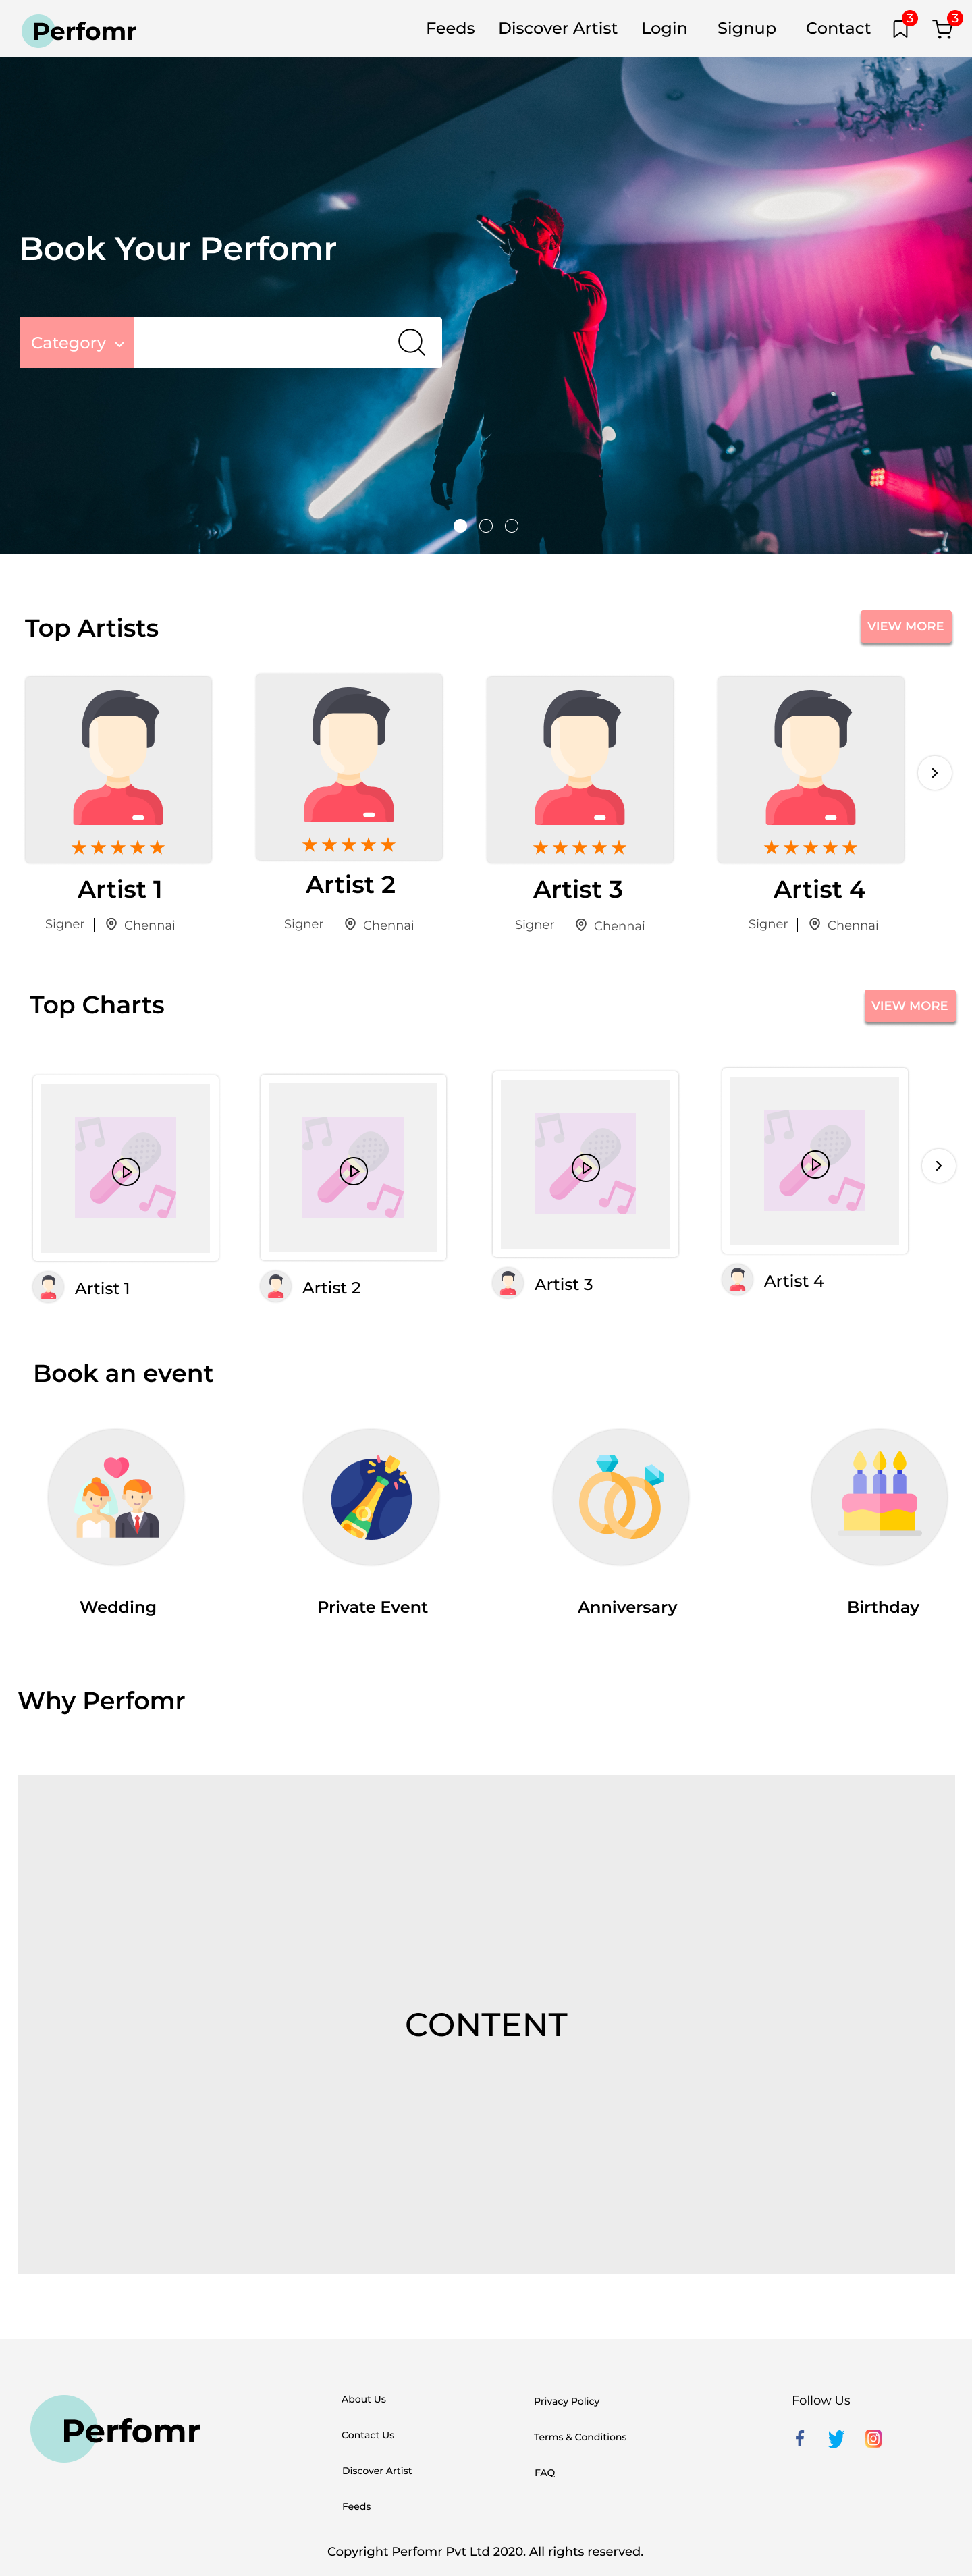 Perfomr
Feeds Discover Artist Login Signup Contact 3 3
Book Your Perfomr
Category
Top Artists
VIEW MORE
Artist 1 Artist 2 Artist 3 Artist 4
Signer | Chennai Signer | Chennai Signer | Chennai Signer | Chennai
Top Charts
VIEW MORE
Artist 1 Artist 2 Artist 3 Artist 4
Book an event
Wedding Private Event Anniversary Birthday
Why Perfomr
CONTENT
Perfomr
About Us
Contact Us
Discover Artist
Feeds
Privacy Policy
Terms & Conditions
FAQ
Follow Us
Copyright Perfomr Pvt Ltd 2020. All rights reserved.